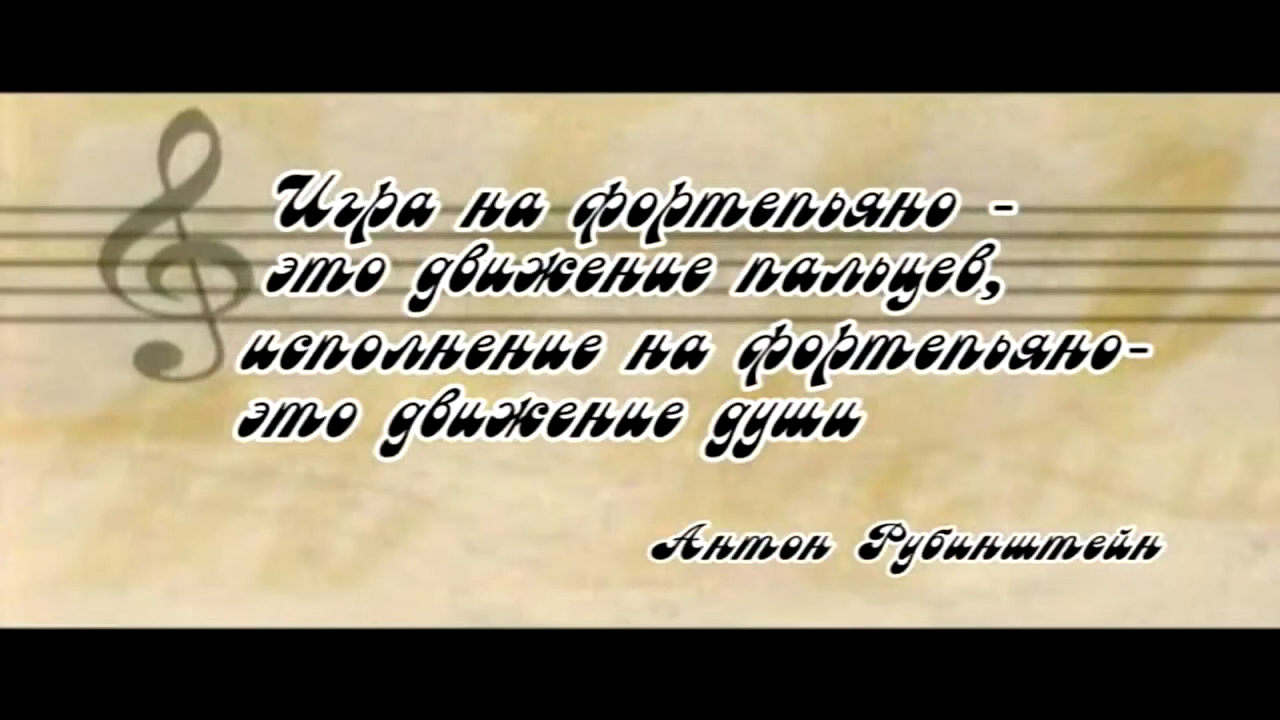 Игра на фортепьяно -
это движение пальцев,
исполнение на фортепьяно-
это движение души
Антон Рубинштейн